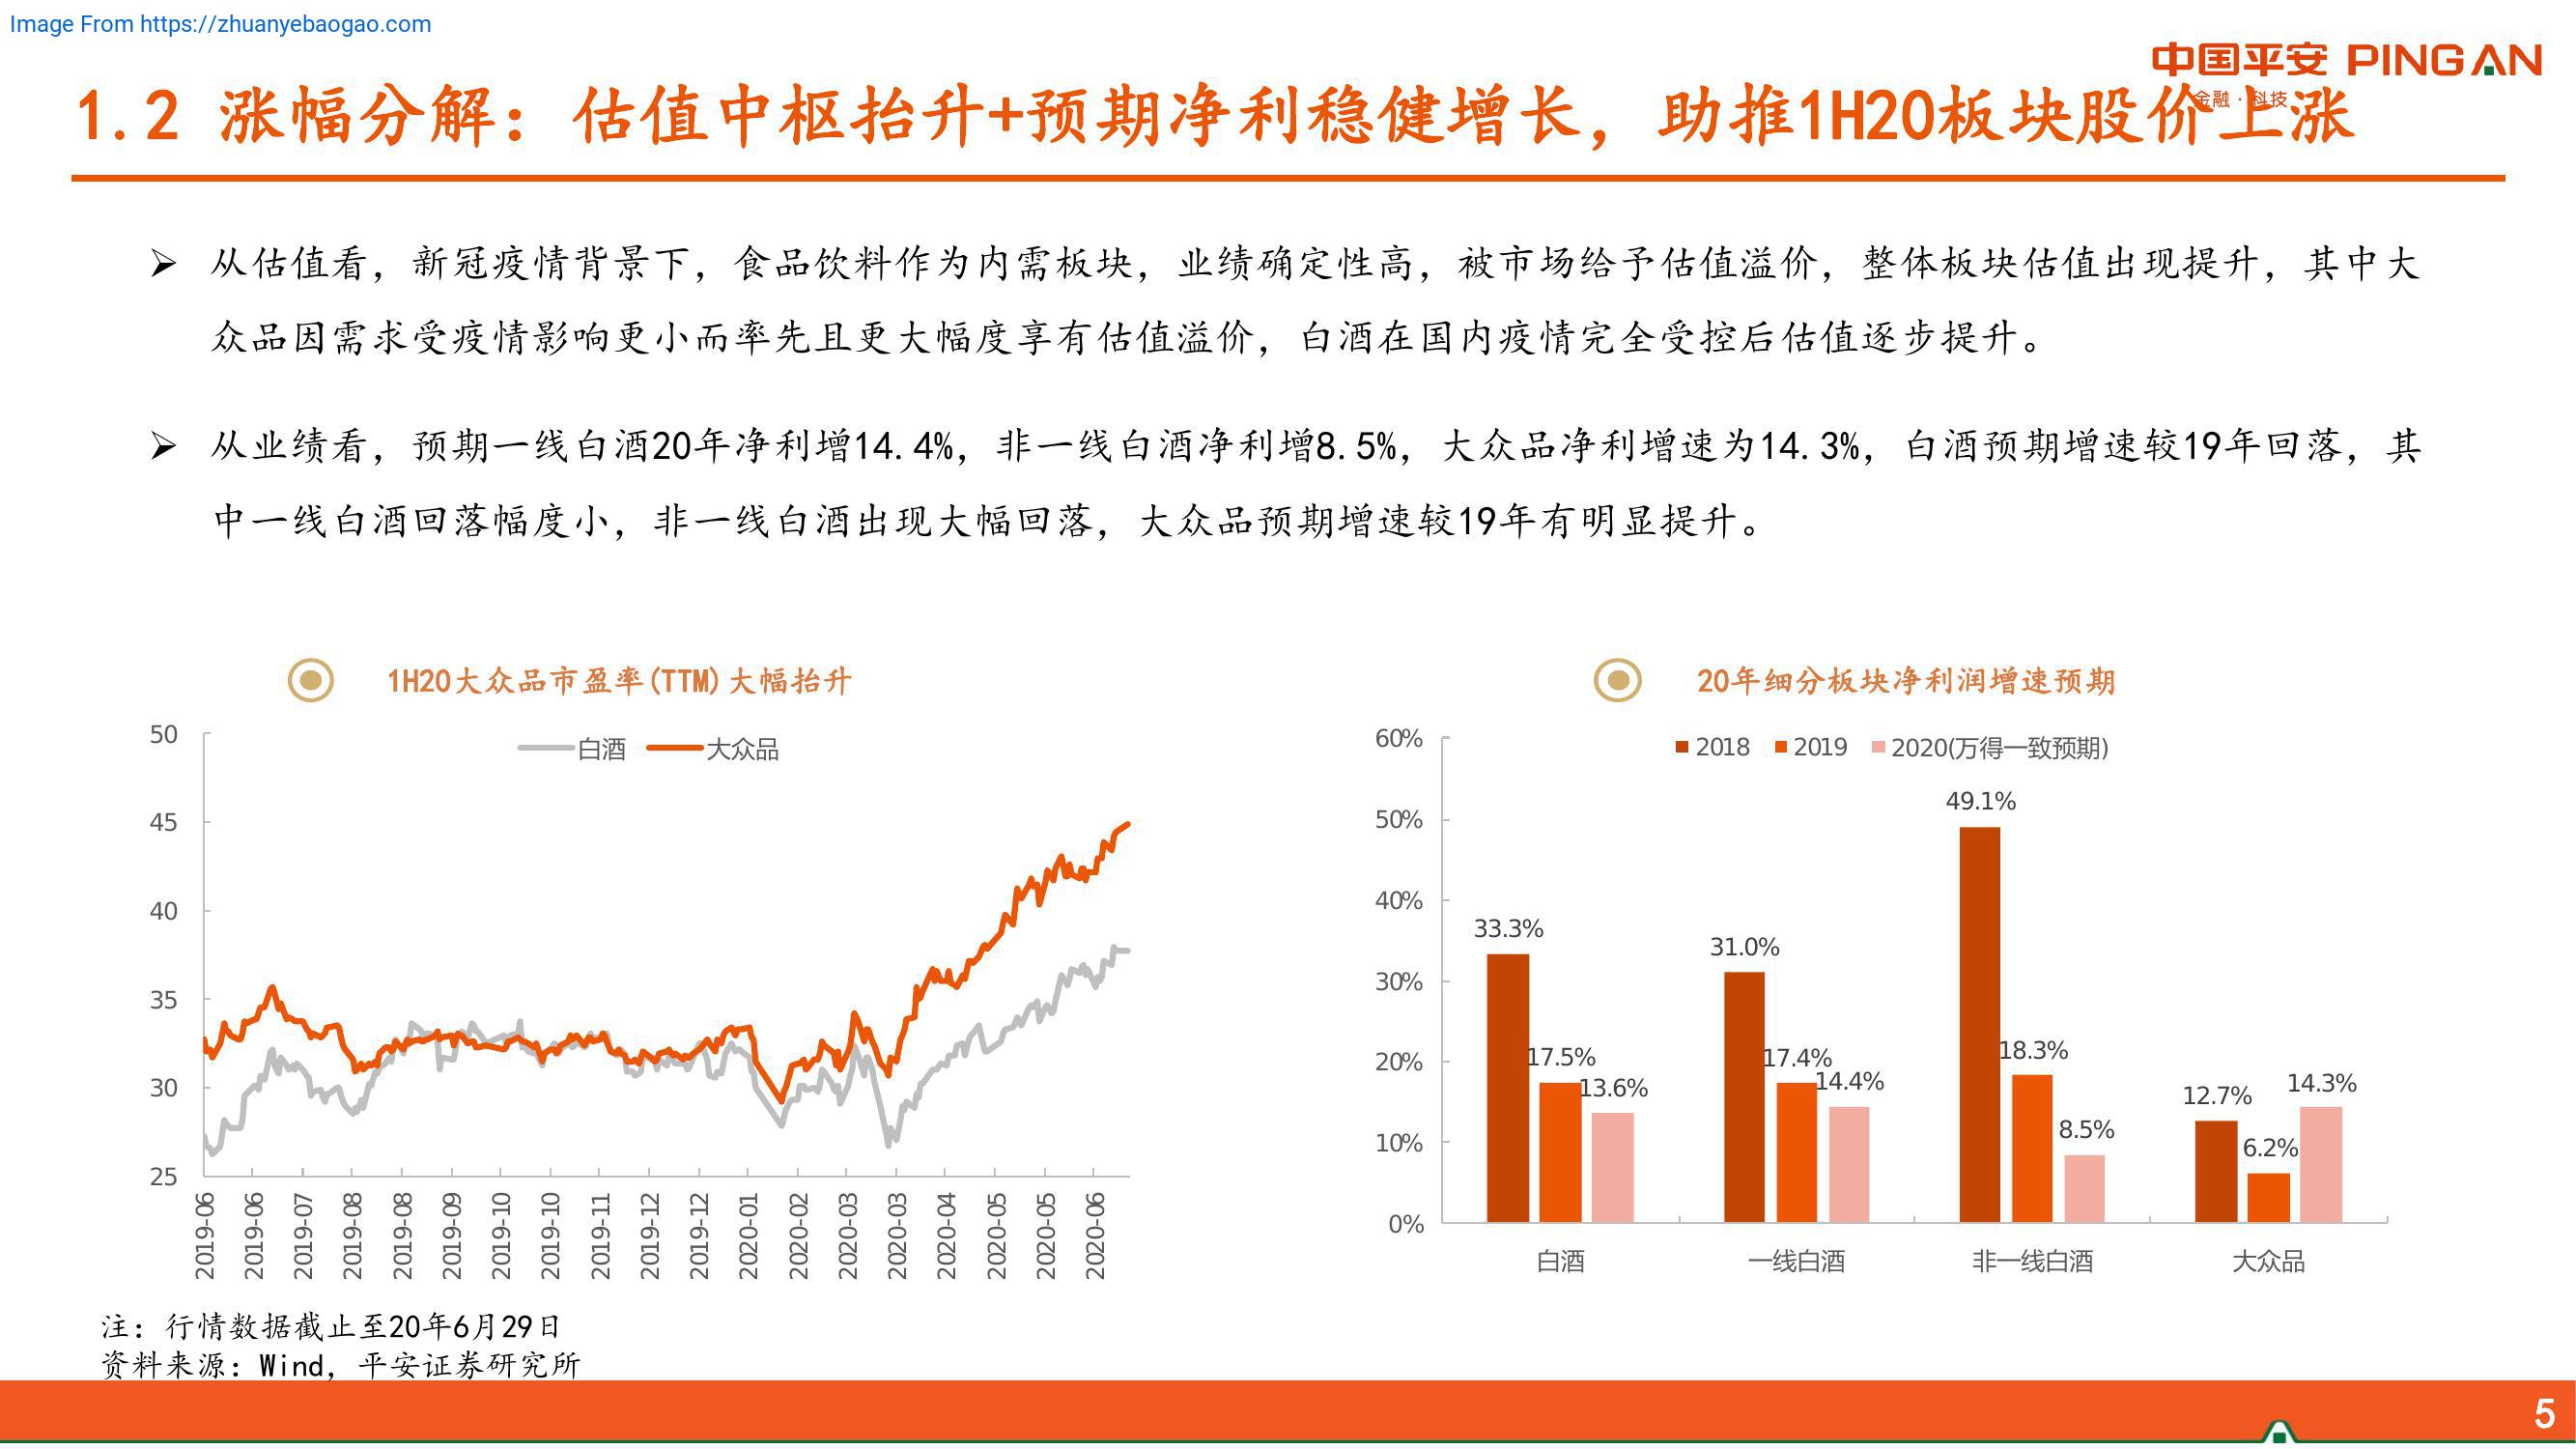 Image From https://zhuanyebaogao.com
中国平安 PINGAN
金融·科技
1.2 涨幅分解：估值中枢抬升+预期净利稳健增长，助推1H20板块股价上涨
➢ 从估值看，新冠疫情背景下，食品饮料作为内需板块，业绩确定性高，被市场给予估值溢价，整体板块估值出现提升，其中大
众品因需求受疫情影响更小而率先且更大幅度享有估值溢价，白酒在国内疫情完全受控后估值逐步提升。
➢ 从业绩看，预期一线白酒20年净利增14.4%，非一线白酒净利增8.5%，大众品净利增速为14.3%，白酒预期增速较19年回落，其
中一线白酒回落幅度小，非一线白酒出现大幅回落，大众品预期增速较19年有明显提升。
1H20大众品市盈率(TTM)大幅抬升
白酒 大众品
50
45
40
35
30
25
2019-06 2019-06 2019-07 2019-08 2019-08 2019-09 2019-10 2019-10 2019-11 2019-12 2019-12 2020-01 2020-02 2020-03 2020-03 2020-04 2020-05 2020-05 2020-06
20年细分板块净利润增速预期
2018 2019 2020(万得一致预期)
60%
50%
40%
30%
20%
10%
0%
33.3% 17.5% 13.6%
31.0% 17.4% 14.4%
49.1% 18.3% 8.5%
12.7% 6.2% 14.3%
白酒 一线白酒 非一线白酒 大众品
注：行情数据截止至20年6月29日
资料来源：Wind，平安证券研究所
5